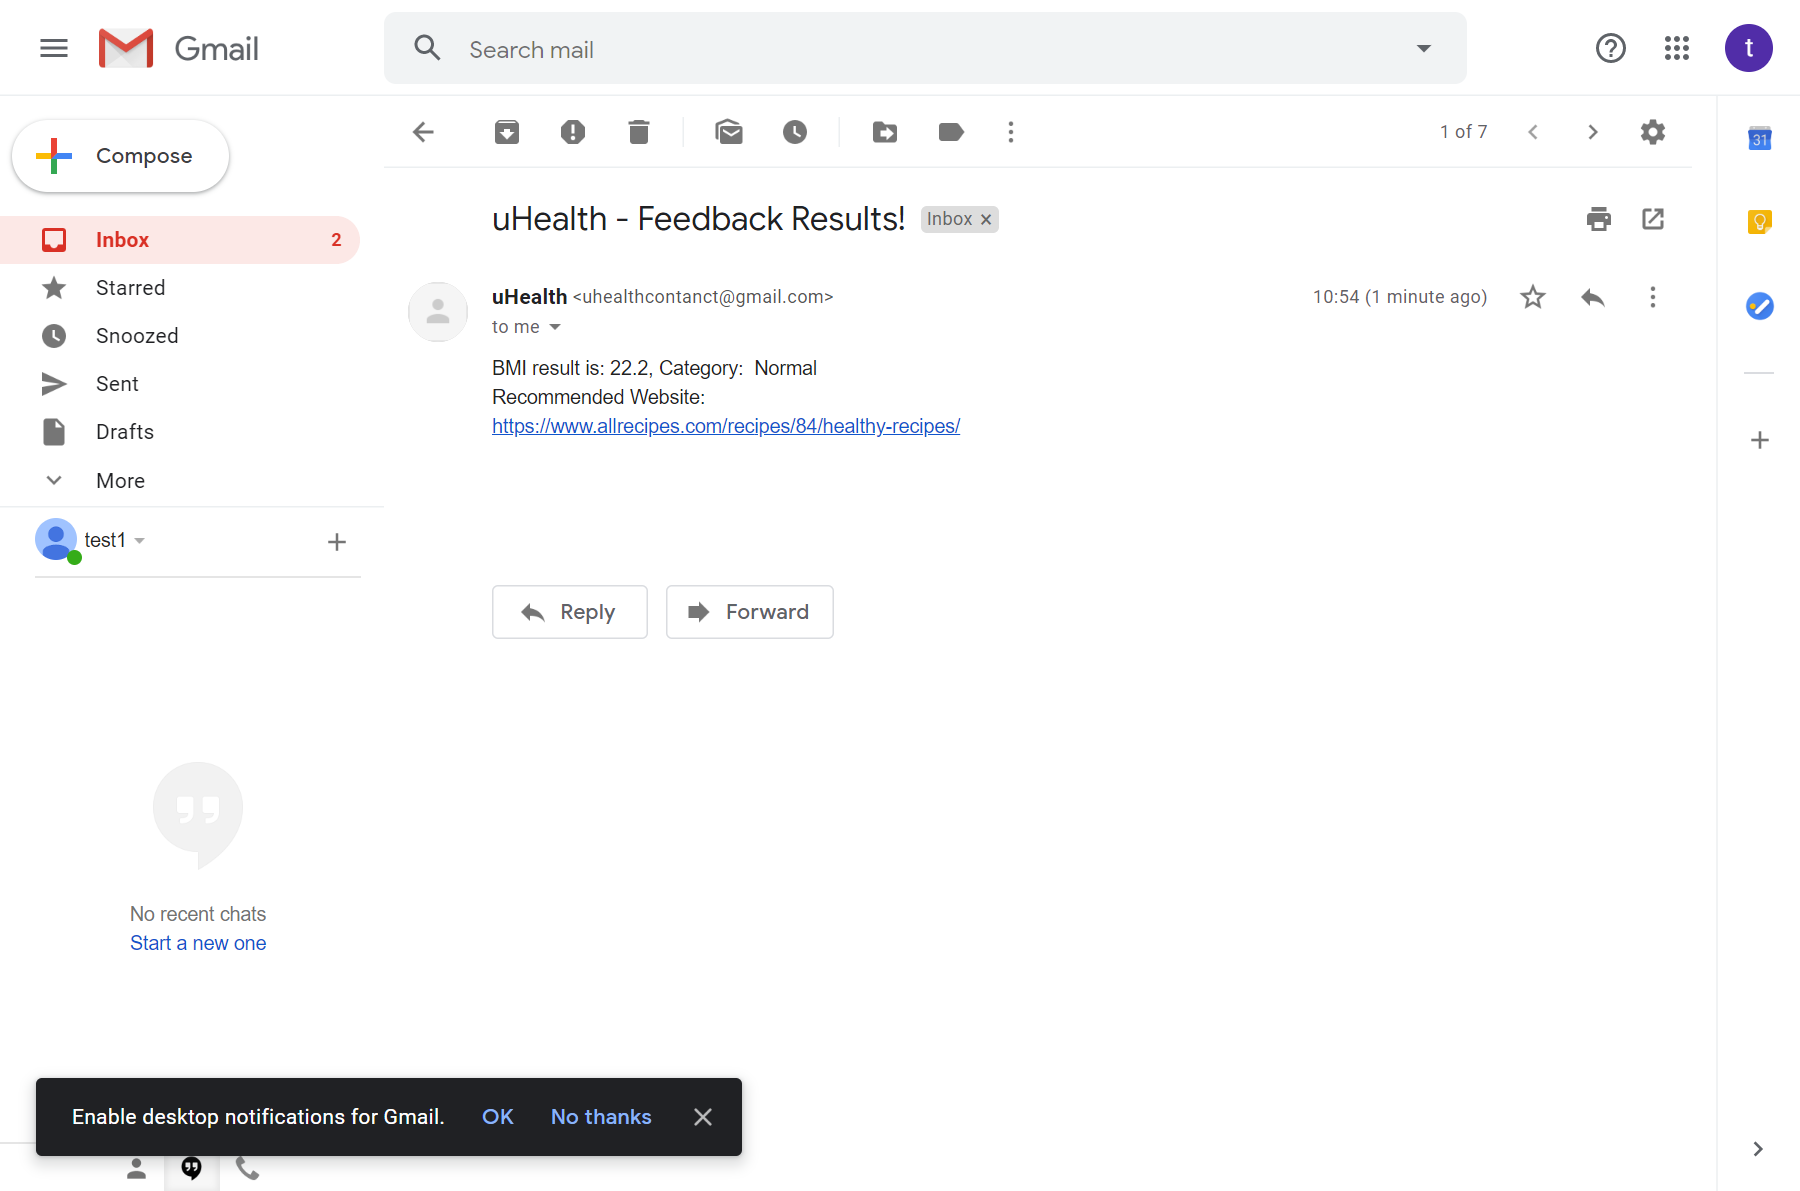 Gmail
Search mail
t
Compose
1 of 7
31
uHealth - Feedback Results! Inbox ×
Inbox 2
Starred
Snoozed
Sent
Drafts
More
test1
uHealth <uhealthcontanct@gmail.com> 10:54 (1 minute ago)
to me
BMI result is: 22.2, Category:  Normal
Recommended Website:
https://www.allrecipes.com/recipes/84/healthy-recipes/
Reply
Forward
No recent chats
Start a new one
Enable desktop notifications for Gmail. OK No thanks